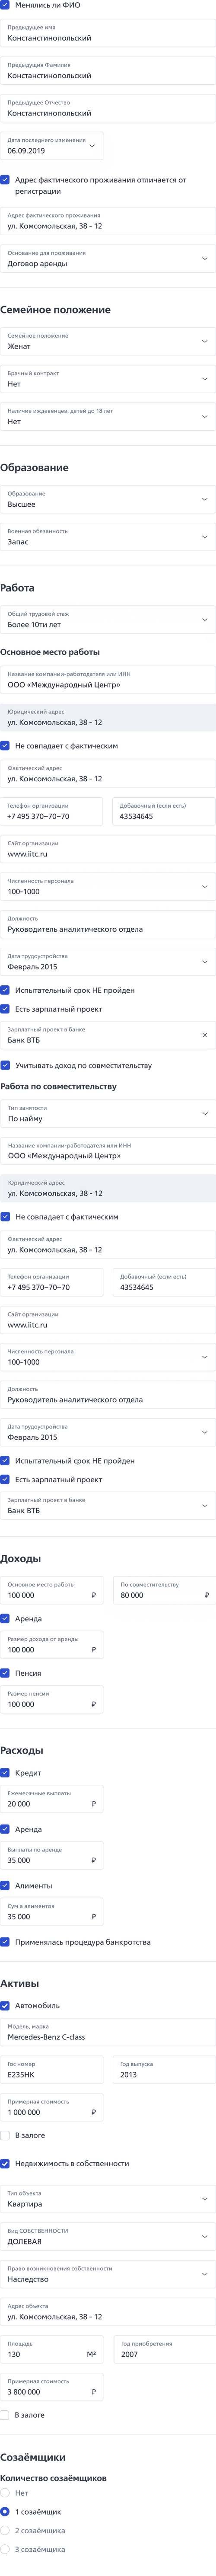 Менялись ли ФИО
Предыдущее имя
Константинопольский
Предыдущая Фамилия
Константинопольский
Предыдущее Отчество
Константинопольский
Дата последнего изменения
06.09.2019
Адрес фактического проживания отличается от
регистрации
Адрес фактического проживания
ул. Комсомольская, 38 - 12
Основание для проживания
Договор аренды
Семейное положение
Семейное положение
Женат
Брачный контракт
Нет
Наличие иждевенцев, детей до 18 лет
Нет
Образование
Образование
Высшее
Военная обязанность
Запас
Работа
Общий трудовой стаж
Более 10ти лет
Основное место работы
Название компании-работодателя или ИНН
ООО «Международный Центр»
Юридический адрес
ул. Комсомольская, 38 - 12
Не совпадает с фактическим
Фактический адрес
ул. Комсомольская, 38 - 12
Телефон организации
+7 495 370–70–70
Добавочный (если есть)
43534645
Сайт организации
www.iitc.ru
Численность персонала
100-1000
Должность
Руководитель аналитического отдела
Дата трудоустройства
Февраль 2015
Испытательный срок НЕ пройден
Есть зарплатный проект
Зарплатный проект в банке
Банк ВТБ
Учитывать доход по совместительству
Работа по совместительству
Тип занятости
По найму
Название компании-работодателя или ИНН
ООО «Международный Центр»
Юридический адрес
ул. Комсомольская, 38 - 12
Не совпадает с фактическим
Фактический адрес
ул. Комсомольская, 38 - 12
Телефон организации
+7 495 370–70–70
Добавочный (если есть)
43534645
Сайт организации
www.iitc.ru
Численность персонала
100-1000
Должность
Руководитель аналитического отдела
Дата трудоустройства
Февраль 2015
Испытательный срок НЕ пройден
Есть зарплатный проект
Зарплатный проект в банке
Банк ВТБ
Доходы
Основное место работы
100 000 ₽
По совместительству
80 000 ₽
Аренда
Размер дохода от аренды
100 000 ₽
Пенсия
Размер пенсии
100 000 ₽
Расходы
Кредит
Ежемесячные выплаты
20 000 ₽
Аренда
Выплаты по аренде
35 000 ₽
Алименты
Сум а алиментов
35 000 ₽
Применялась процедура банкротства
Активы
Автомобиль
Модель, марка
Mercedes-Benz C-class
Гос номер
Е235НК
Год выпуска
2013
Примерная стоимость
1 000 000 ₽
В залоге
Недвижимость в собственности
Тип объекта
Квартира
Вид СОБСТВЕННОСТИ
ДОЛЕВАЯ
Право возникновения собственности
Наследство
Адрес объекта
ул. Комсомольская, 38 - 12
Площадь
130 М²
Год приобретения
2007
Примерная стоимость
3 800 000 ₽
В залоге
Созаёмщики
Количество созаёмщиков
Нет
1 созаёмщик
2 созаёмщика
3 созаёмщика